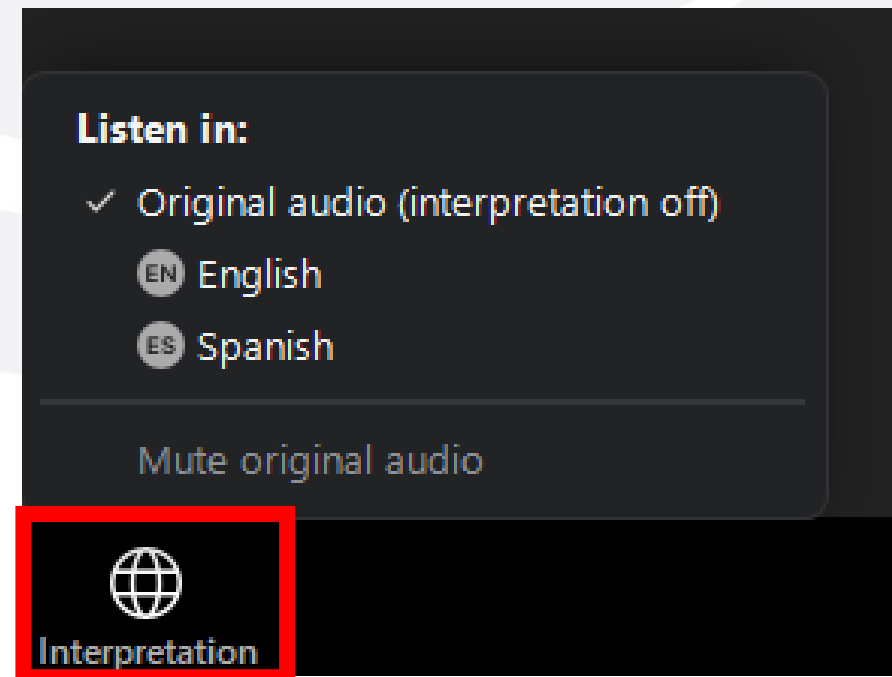 Listen in:
Original audio (interpretation off)
EN English
ES Spanish
Mute original audio
Interpretation